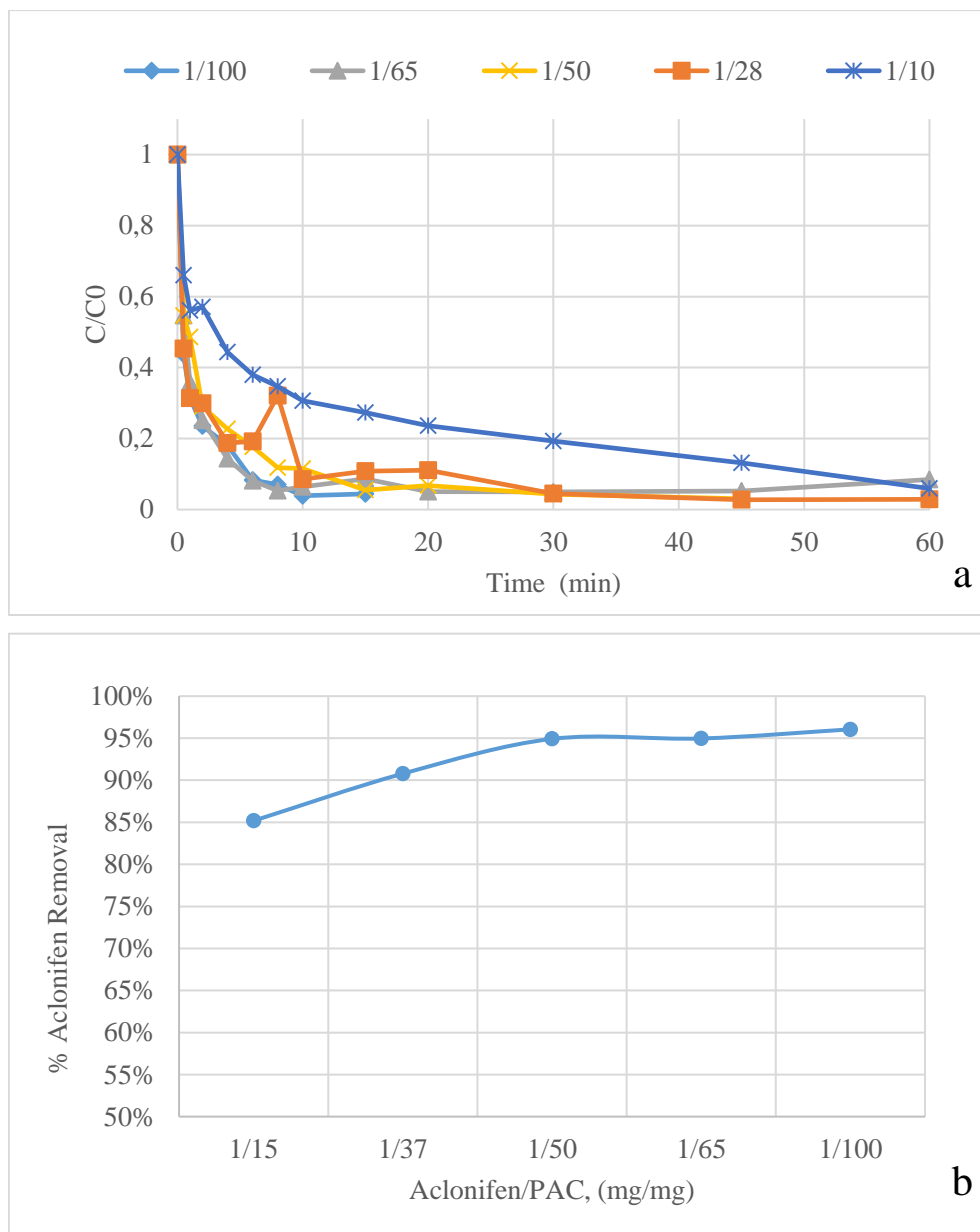 1/100 1/65 1/50 1/28 1/10
1
0,8
0,6
0,4
0,2
0
C/C0
0 10 20 30 40 50 60
Time (min)
a
100%
95%
90%
85%
80%
75%
70%
65%
60%
55%
50%
% Aclonifen Removal
1/15 1/37 1/50 1/65 1/100
Aclonifen/PAC, (mg/mg)
b